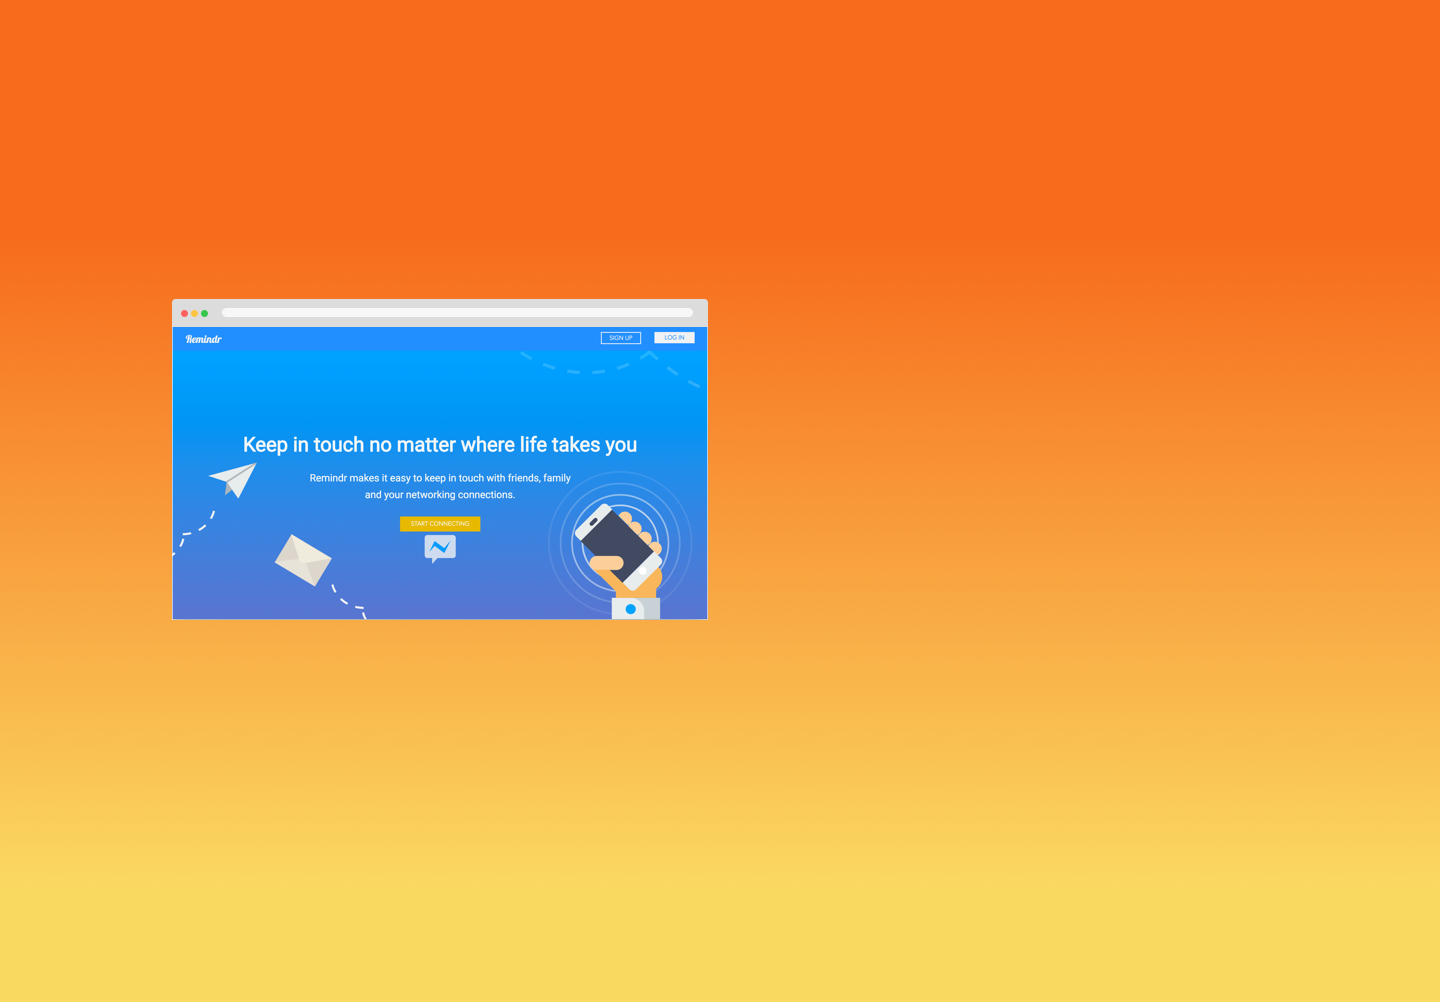 Remindr
SIGN UP
LOG IN
Keep in touch no matter where life takes you
Remindr makes it easy to keep in touch with friends, family
and your networking connections.
START CONNECTING